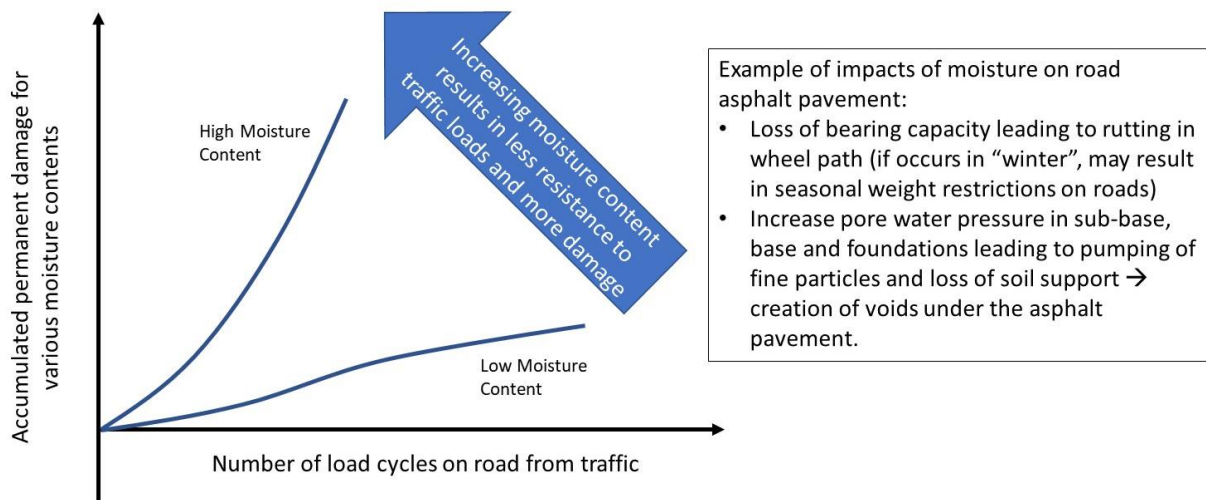 Accumulated permanent damage for
various moisture contents
High Moisture
Content
Increasing moisture content
results in less resistance to
traffic loads and more damage
Low Moisture
Content
Number of load cycles on road from traffic
Example of impacts of moisture on road
asphalt pavement:
• Loss of bearing capacity leading to rutting in
wheel path (if occurs in “winter”, may result
in seasonal weight restrictions on roads)
• Increase pore water pressure in sub-base,
base and foundations leading to pumping of
fine particles and loss of soil support →
creation of voids under the asphalt
pavement.